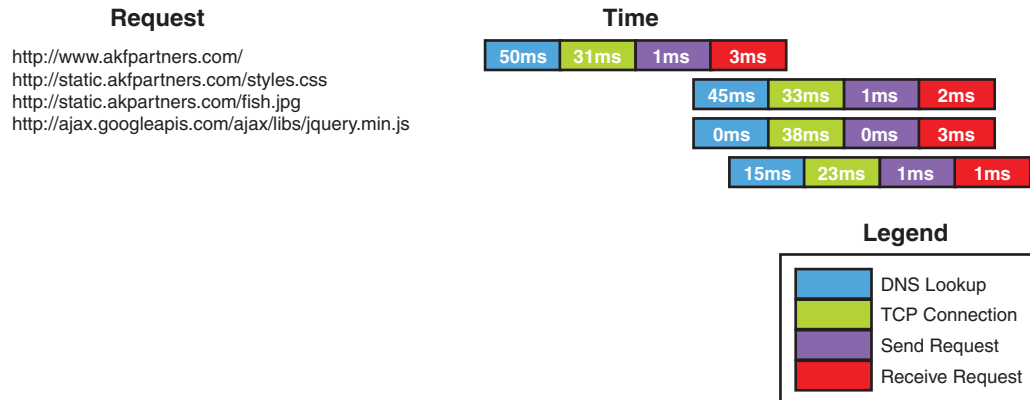 Request
Time
http://www.akfpartners.com/
http://static.akfpartners.com/styles.css
http://static.akpartners.com/fish.jpg
http://ajax.googleapis.com/ajax/libs/jquery.min.js
50ms 31ms 1ms 3ms
45ms 33ms 1ms 2ms
0ms 38ms 0ms 3ms
15ms 23ms 1ms 1ms
Legend
DNS Lookup
TCP Connection
Send Request
Receive Request